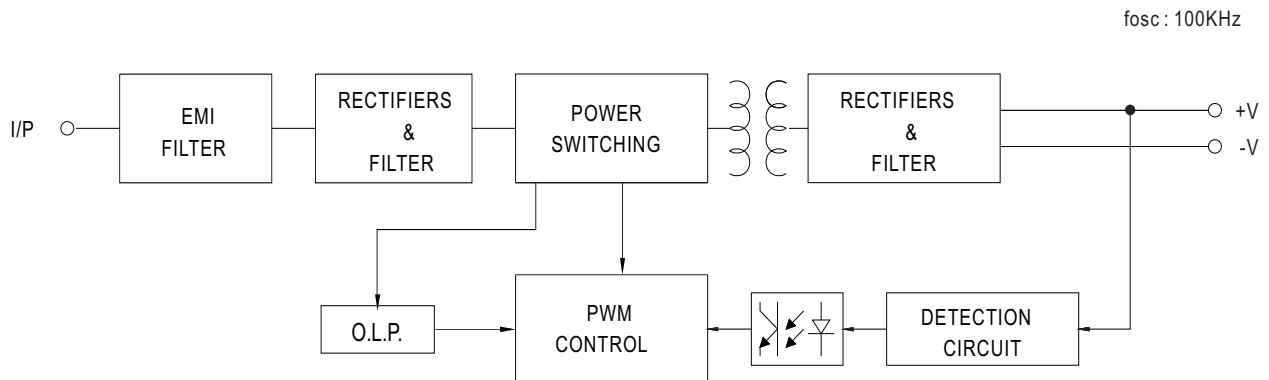 fosc : 100KHz
I/P
EMI
FILTER
RECTIFIERS
&
FILTER
POWER
SWITCHING
RECTIFIERS
&
FILTER
+V
-V
O.L.P.
PWM
CONTROL
DETECTION
CIRCUIT